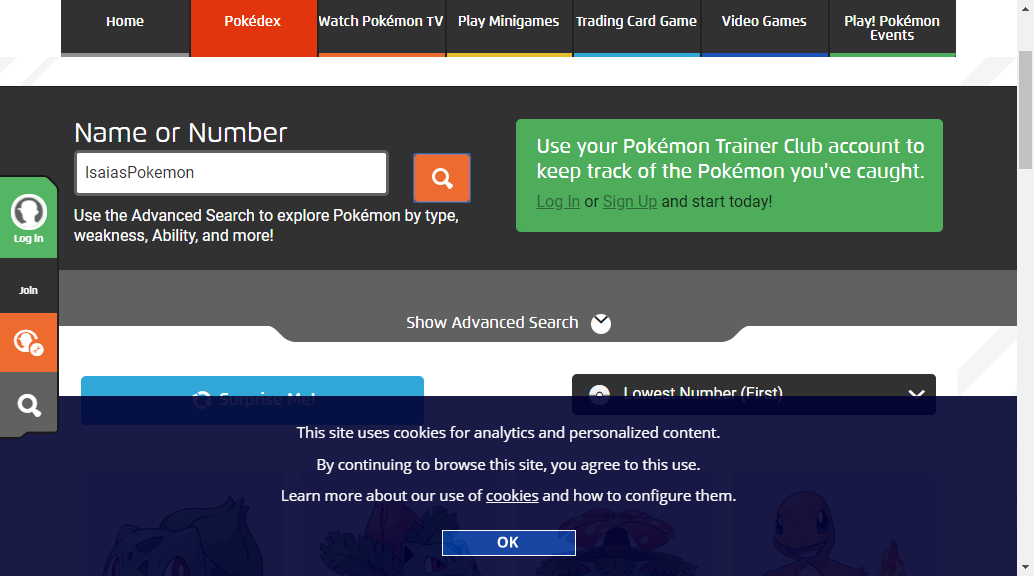 Home
Pokédex
Watch Pokémon TV
Play Minigames
Trading Card Game
Video Games
Play! Pokémon
Events
Name or Number
IsaiasPokemon
Use the Advanced Search to explore Pokémon by type,
weakness, Ability, and more!
Use your Pokémon Trainer Club account to
keep track of the Pokémon you've caught.
Log In or Sign Up and start today!
Log In
Join
Show Advanced Search
Surprise Me!
Lowest Number (First)
This site uses cookies for analytics and personalized content.
By continuing to browse this site, you agree to this use.
Learn more about our use of cookies and how to configure them.
OK